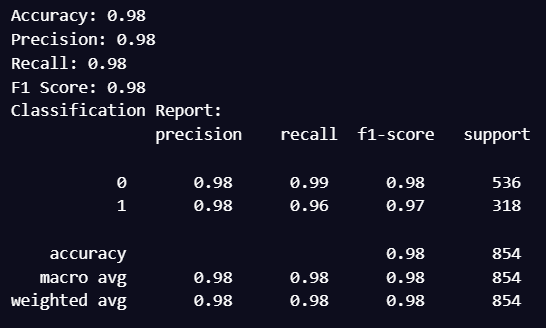 Accuracy: 0.98
Precision: 0.98
Recall: 0.98
F1 Score: 0.98
Classification Report:
precision recall f1-score support
0 0.98 0.99 0.98 536
1 0.98 0.96 0.97 318
accuracy 0.98 854
macro avg 0.98 0.98 0.98 854
weighted avg 0.98 0.98 0.98 854